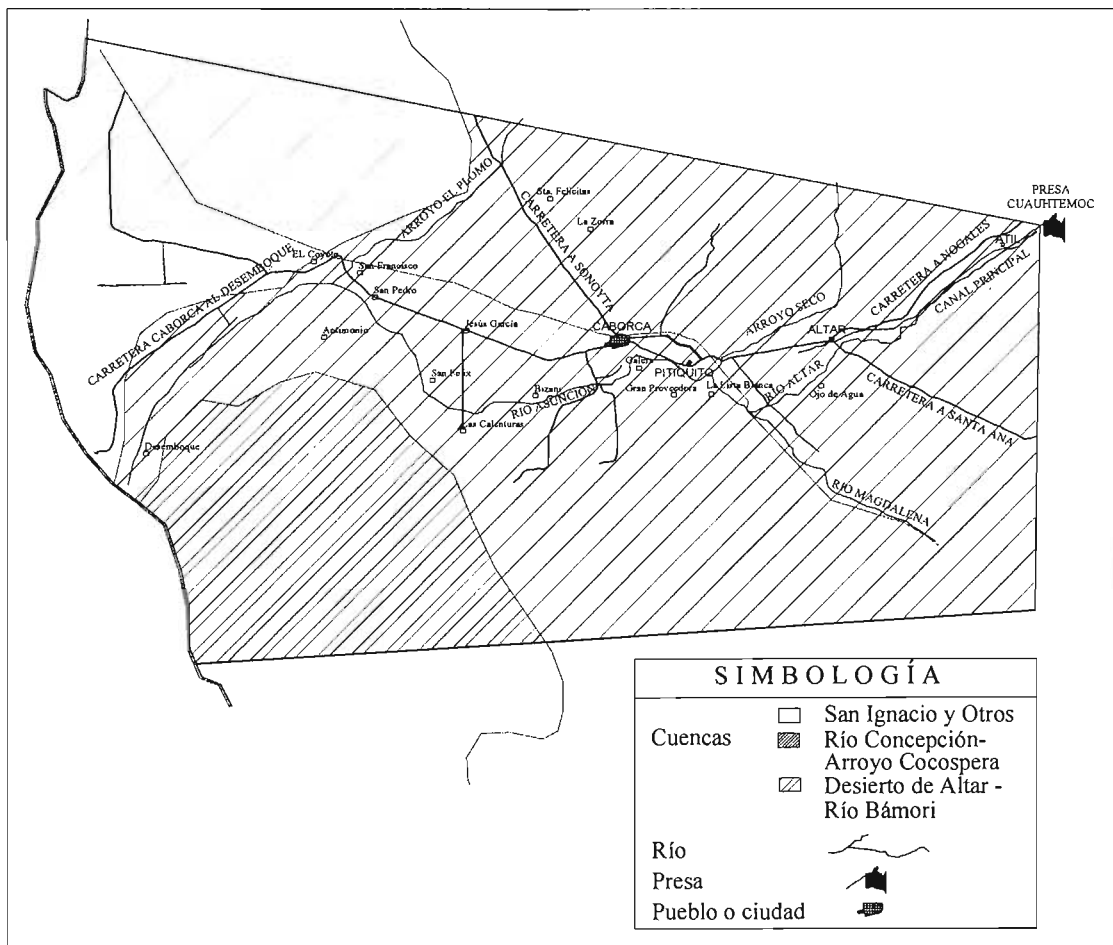 PRESA
CUAUHTEMOC
ATIL
CARRETERA A NOGALES
CANAL PRINCIPAL
ARROYO EL PLOMO
Sta. Felicitas
La Zorra
CARRETERA A SONOYTA
CARRETERA CABORCA AL DESEMBOQUE
EL Coyote
San Francisco
San Pedro
Antimonio
Jesús García
CABORCA
ARROYO SECO
ALTAR
Galera
PITIQUITO
San Felix
Bizani
RIO ASUNCIÓN
Gran Proveedora
La Liria Blanca
RIO ALTAR
Ojo de Agua
CARRETERA A SANTA ANA
Las Calenturas
Desemboque
RIO MAGDALENA
SIMBOLOGÍA
Cuencas
San Ignacio y Otros
Río Concepción-
Arroyo Cocospera
Desierto de Altar -
Río Bámori
Río
Presa
Pueblo o ciudad